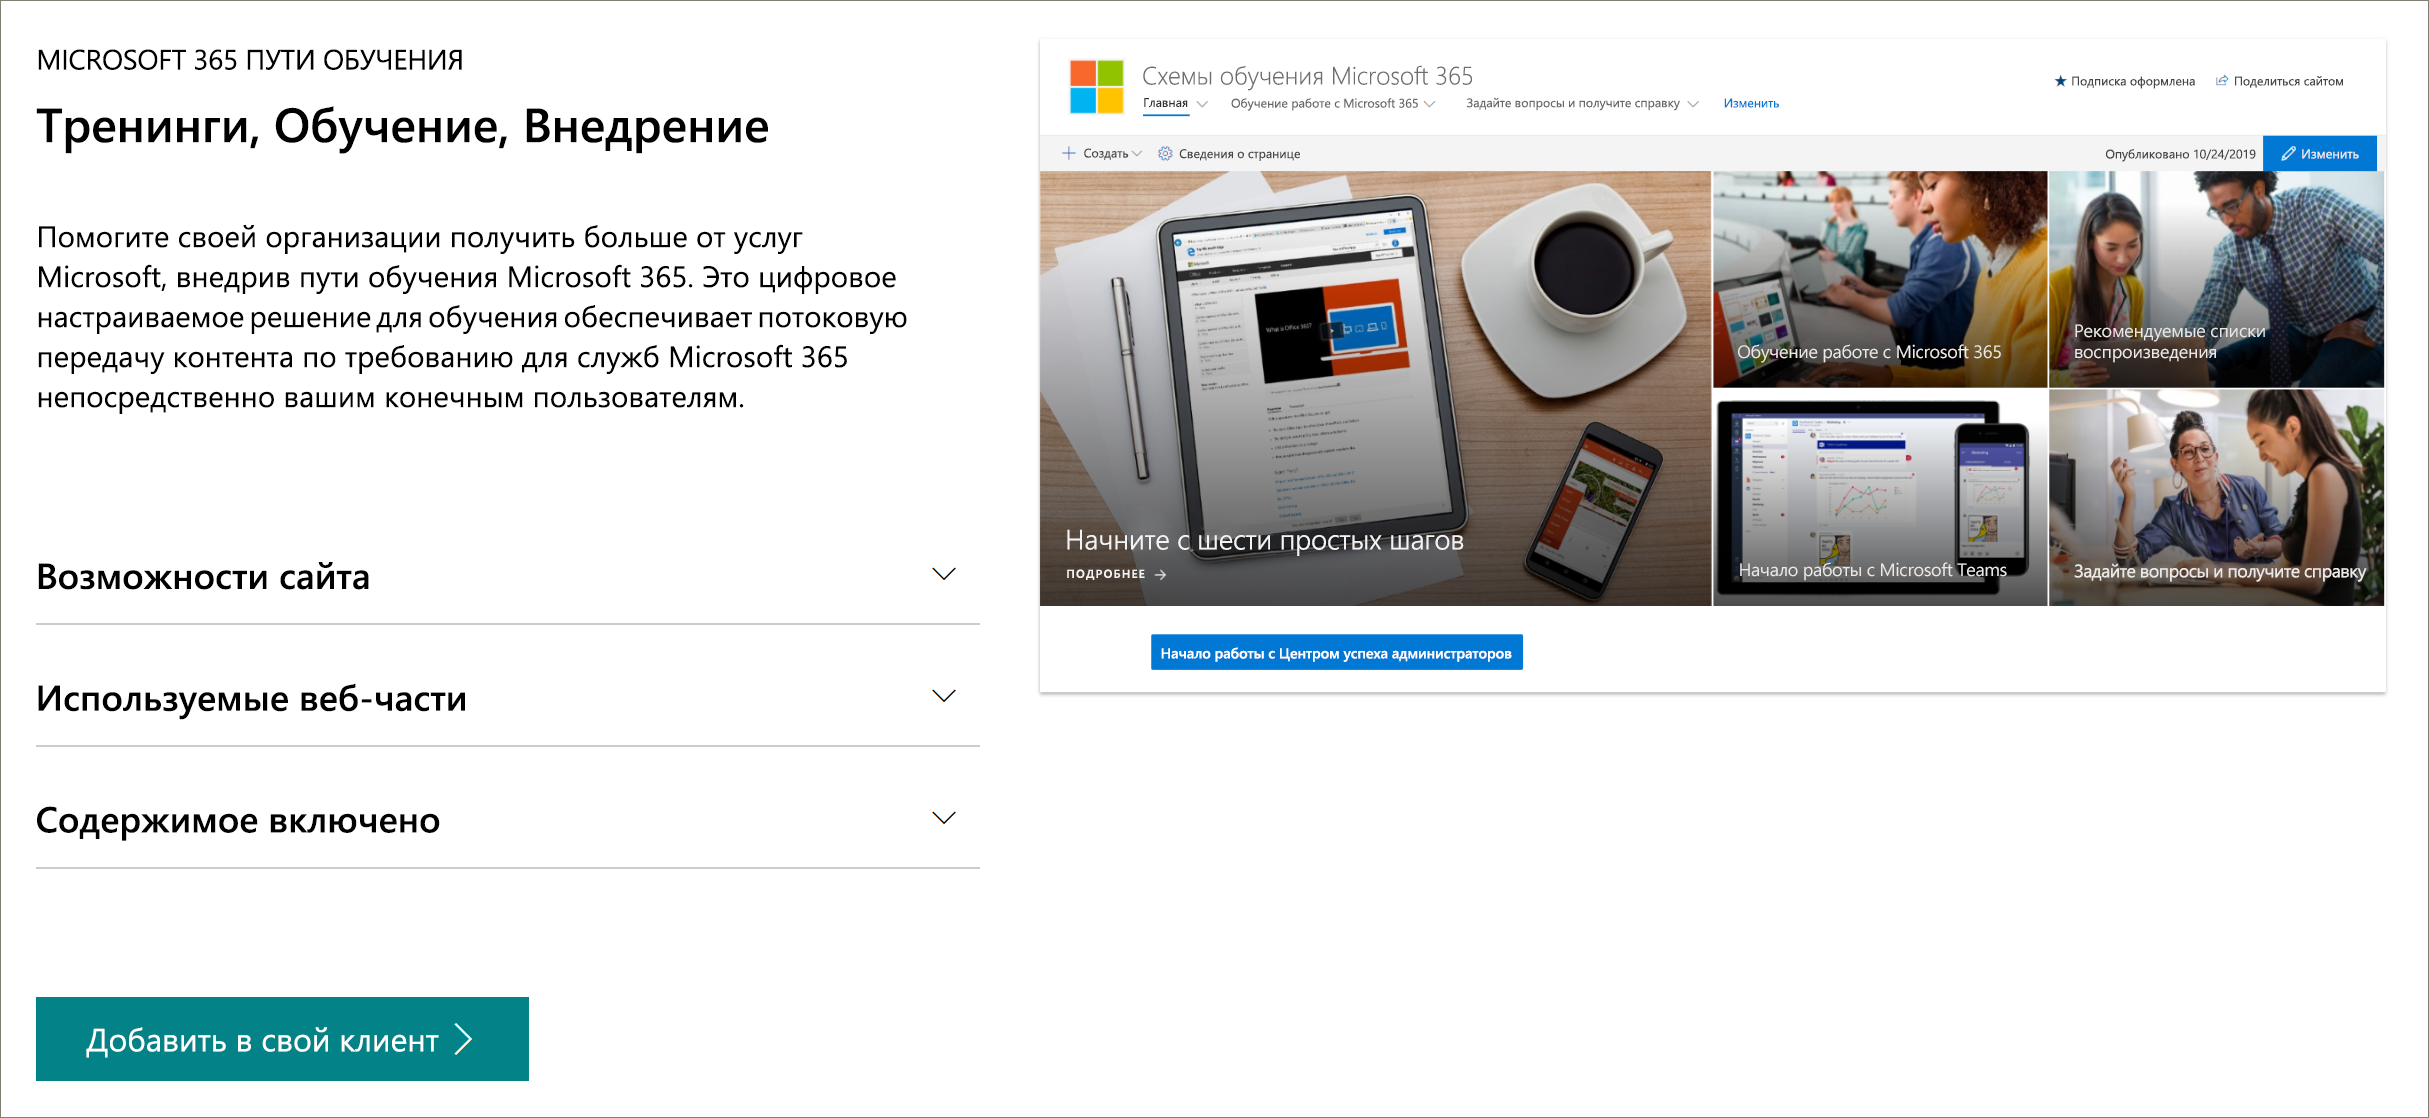 MICROSOFT 365 ПУТИ ОБУЧЕНИЯ
Тренинги, Обучение, Внедрение
Помогите своей организации получить больше от услуг
Microsoft, внедрив пути обучения Microsoft 365. Это цифровое
настраиваемое решение для обучения обеспечивает потоковую
передачу контента по требованию для служб Microsoft 365
непосредственно вашим конечным пользователям.
Возможности сайта
Используемые веб-части
Содержимое включено
Добавить в свой клиент
Схемы обучения Microsoft 365
Главная Обучение работе с Microsoft 365 Задайте вопросы и получите справку Изменить
Подписка оформлена Поделиться сайтом
Создать Сведения о странице
Опубликовано 10/24/2019 Изменить
What is Office 365?
Начните с шести простых шагов
ПОДРОБНЕЕ
Обучение работе с Microsoft 365
Рекомендуемые списки
воспроизведения
Начало работы с Microsoft Teams
Задайте вопросы и получите справку
Начало работы с Центром успеха администраторов